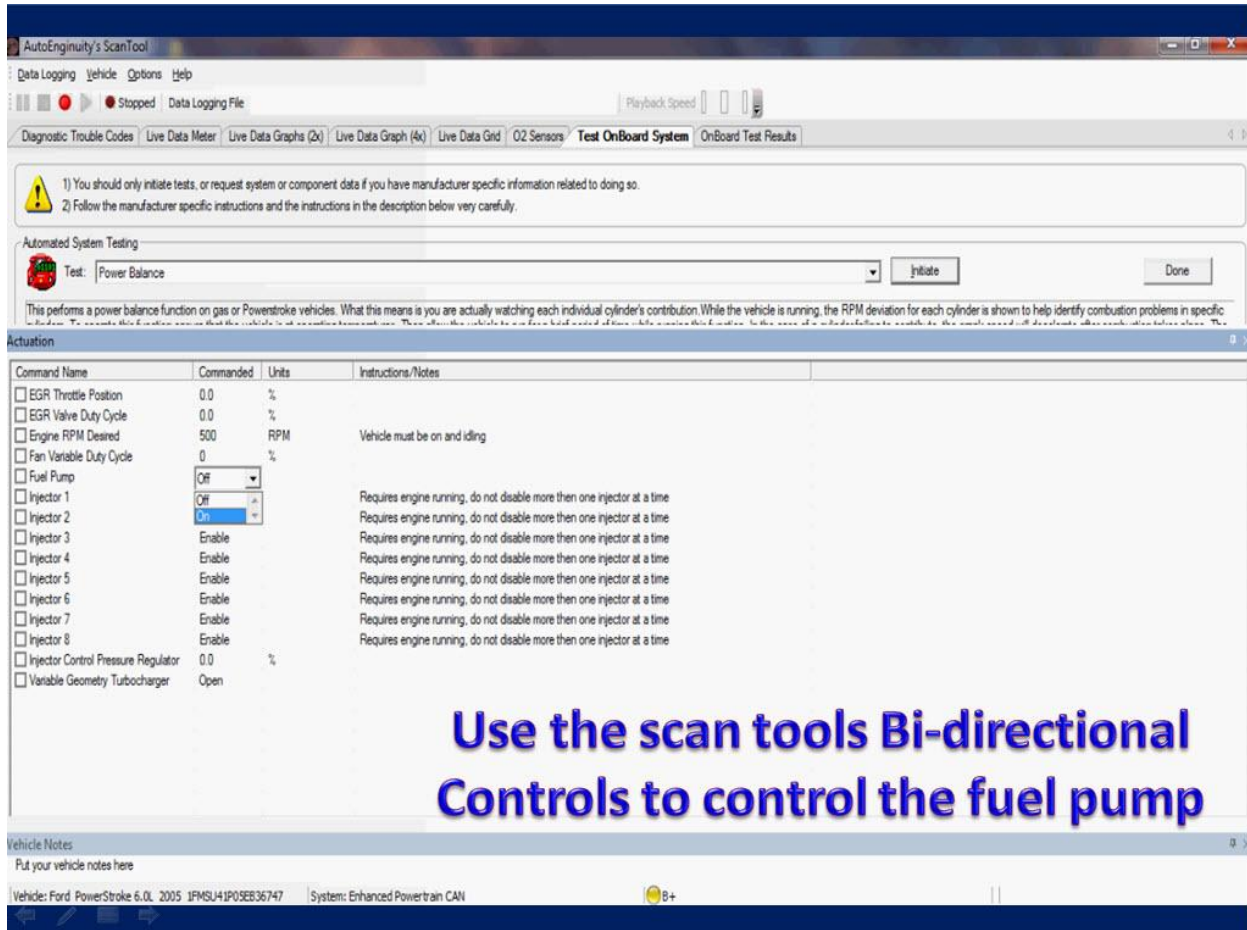 AutoEnginuity's ScanTool
Data Logging Vehicle Options Help
Stopped Data Logging File Playback Speed
Diagnostic Trouble Codes Live Data Meter Live Data Graphs (2x) Live Data Graph (4x) Live Data Grid O2 Sensors Test OnBoard System OnBoard Test Results
1) You should only initiate tests, or request system or component data if you have manufacturer specific information related to doing so.
2) Follow the manufacturer specific instructions and the instructions in the description below very carefully.
Automated System Testing
Test: Power Balance Initiate Done
This performs a power balance function on gas or Powerstroke vehicles. What this means is you are actually watching each individual cylinder's contribution. While the vehicle is running, the RPM deviation for each cylinder is shown to help identify combustion problems in specific
Actuation
Command Name Commanded Units Instructions/Notes
EGR Throttle Position 0.0 %
EGR Valve Duty Cycle 0.0 %
Engine RPM Desired 500 RPM Vehicle must be on and idling
Fan Variable Duty Cycle 0 %
Fuel Pump Off
Injector 1 Off Requires engine running, do not disable more then one injector at a time
Injector 2 On Requires engine running, do not disable more then one injector at a time
Injector 3 Enable Requires engine running, do not disable more then one injector at a time
Injector 4 Enable Requires engine running, do not disable more then one injector at a time
Injector 5 Enable Requires engine running, do not disable more then one injector at a time
Injector 6 Enable Requires engine running, do not disable more then one injector at a time
Injector 7 Enable Requires engine running, do not disable more then one injector at a time
Injector 8 Enable Requires engine running, do not disable more then one injector at a time
Injector Control Pressure Regulator 0.0 %
Variable Geometry Turbocharger Open
Use the scan tools Bi-directional
Controls to control the fuel pump
Vehicle Notes
Put your vehicle notes here
Vehicle: Ford PowerStroke 6.0L 2005 1FMSU41P05EB36747 System: Enhanced Powertrain CAN B+